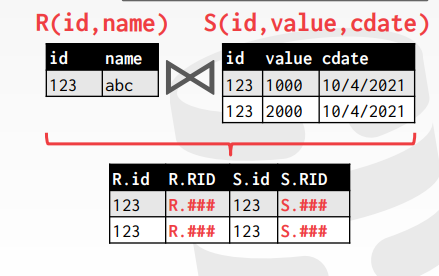 R(id,name) S(id,value,cdate)
id name
123 abc
id value cdate
123 1000 10/4/2021
123 2000 10/4/2021
R.id R.RID S.id S.RID
123 R.### 123 S.###
123 R.### 123 S.###